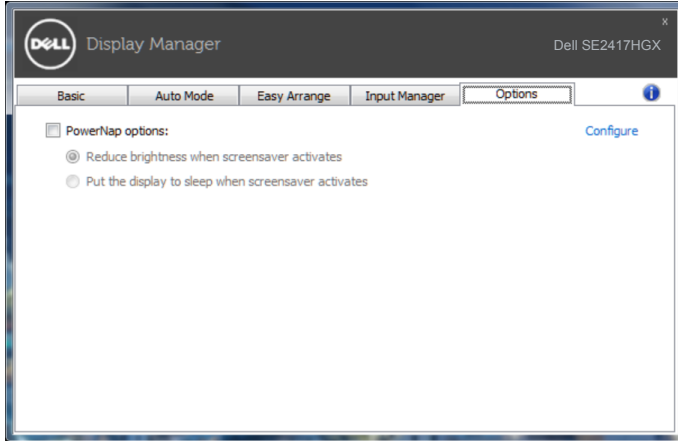 x
DELL Display Manager Dell SE2417HGX
Basic Auto Mode Easy Arrange Input Manager Options i
PowerNap options: Configure
Reduce brightness when screensaver activates
Put the display to sleep when screensaver activates